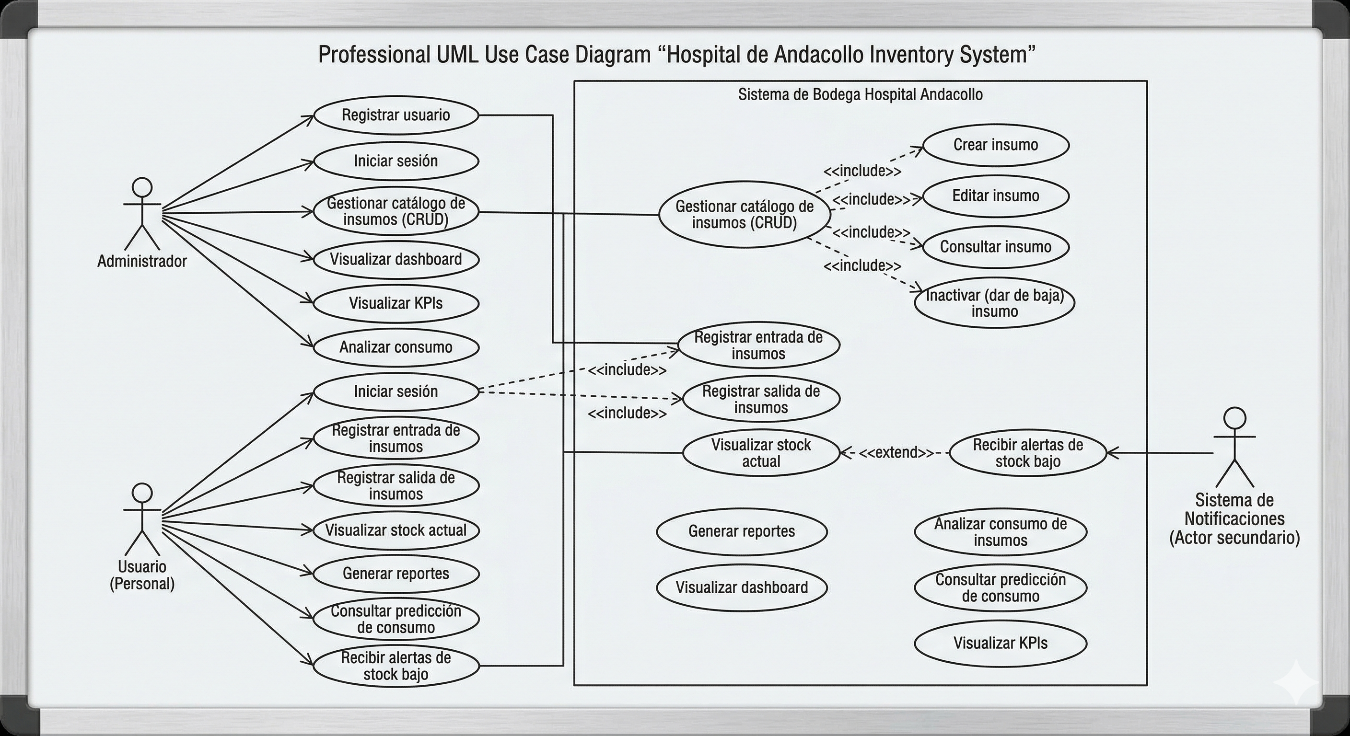 Professional UML Use Case Diagram “Hospital de Andacollo Inventory System”
Registrar usuario
Iniciar sesión
Gestionar catálogo de
insumos (CRUD)
Visualizar dashboard
Visualizar KPIs
Analizar consumo
Administrador
Iniciar sesión
Registrar entrada de
insumos
Registrar salida de
insumos
Visualizar stock actual
Generar reportes
Consultar predicción
de consumo
Recibir alertas de
stock bajo
Usuario
(Personal)
Sistema de Bodega Hospital Andacollo
Gestionar catálogo de
insumos (CRUD)
<<include>>
<<include>>
<<include>>
<<include>>
Crear insumo
Editar insumo
Consultar insumo
Inactivar (dar de baja)
insumo
Registrar entrada de
insumos
<<include>>
Registrar salida de
insumos
<<include>>
Visualizar stock
actual
<<extend>>
Recibir alertas de
stock bajo
Generar reportes
Analizar consumo de
insumos
Visualizar dashboard
Consultar predicción
de consumo
Visualizar KPIs
Sistema de
Notificaciones
(Actor secundario)